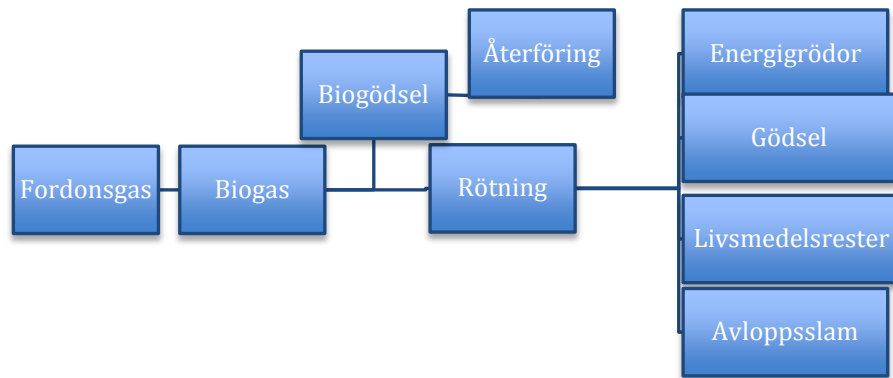 Återföring
Energigrödor
Biogödsel
Gödsel
Fordonsgas
Biogas
Rötning
Livsmedelsrester
Avloppsslam